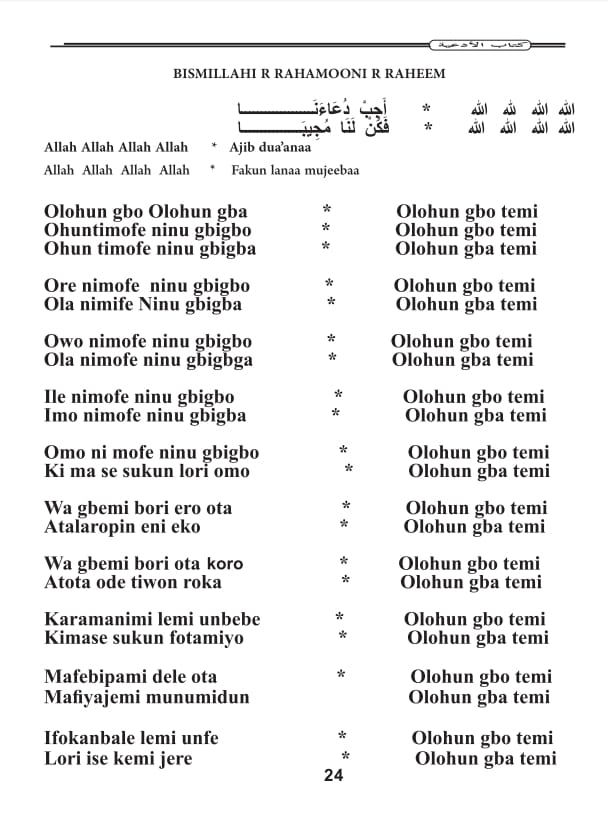 كتاب الأدعية
BISMILLAHI R RAHAMOONI R RAHEEM
الله الله لله الله * أَجِبْ دُعَاءَنَـــــــا
الله الله الله الله * فَكُنْ لَنَا مُجِيبَـــــــا
Allah Allah Allah Allah * Ajib dua'anaa
Allah Allah Allah Allah * Fakun lanaa mujeebaa
Olohun gbo Olohun gba * Olohun gbo temi
Ohuntimofe ninu gbigbo * Olohun gbo temi
Ohun timofe ninu gbigba * Olohun gbo temi
Ore nimofe ninu gbigbo * Olohun gbo temi
Ola nimife Ninu gbigba * Olohun gbo temi
Owo nimofe ninu gbigbo * Olohun gbo temi
Ola nimofe ninu gbigbga * Olohun gba temi
Ile nimofe ninu gbigbo * Olohun gbo temi
Imo nimofe ninu gbigba * Olohun gba temi
Omo ni mofe ninu gbigbo * Olohun gbo temi
Ki ma se sukun lori omo * Olohun gba temi
Wa gbemi bori ero ota * Olohun gbo temi
Atalaropin eni eko * Olohun gba temi
Wa gbemi bori ota koro * Olohun gbo temi
Atota ode tiwon roka * Olohun gba temi
Karamanimi lemi unbebe * Olohun gbo temi
Kimase sukun fotamiyo * Olohun gba temi
Mafebipami dele ota * Olohun gbo temi
Mafiyajemi munumidun Olohun gba temi
Ifokanbale lemi unfe * Olohun gbo temi
Lori ise kemi jere * Olohun gba temi
24